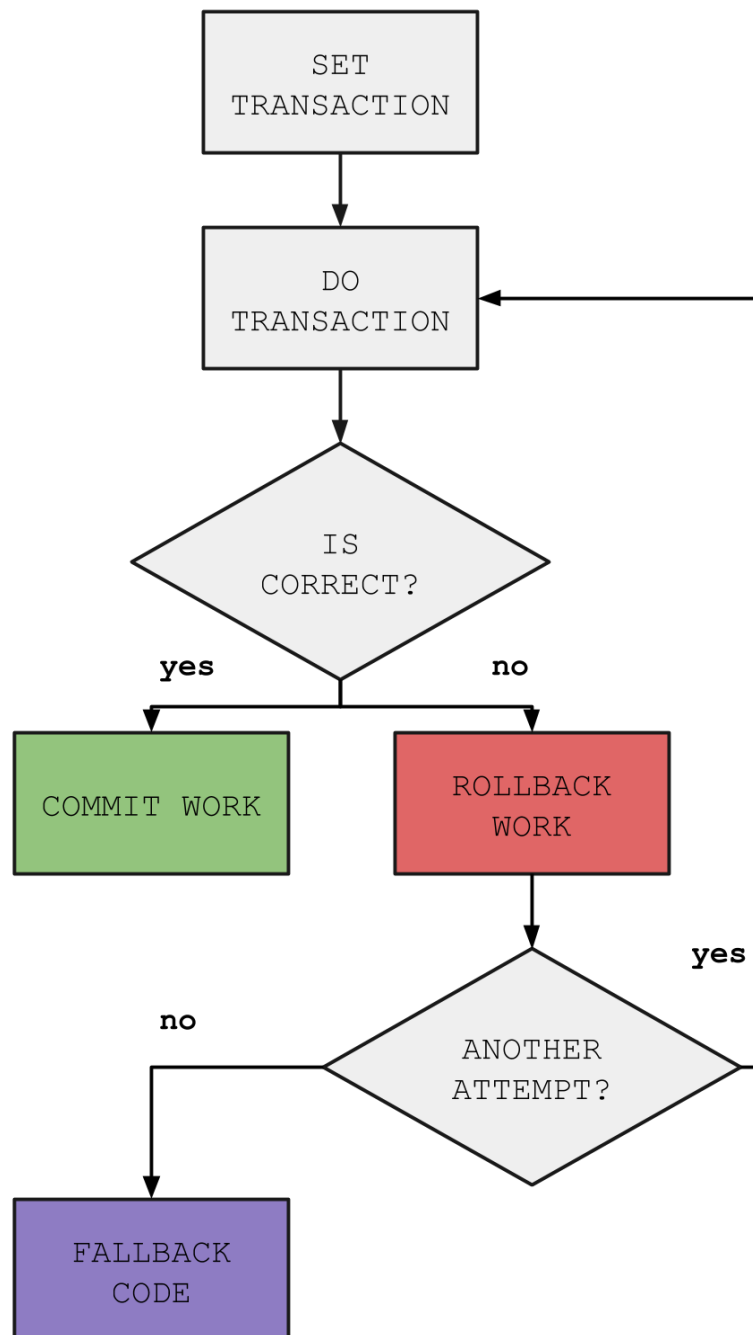 SET
TRANSACTION
DO
TRANSACTION
IS
CORRECT?
yes
no
COMMIT WORK
ROLLBACK
WORK
yes
no
ANOTHER
ATTEMPT?
FALLBACK
CODE